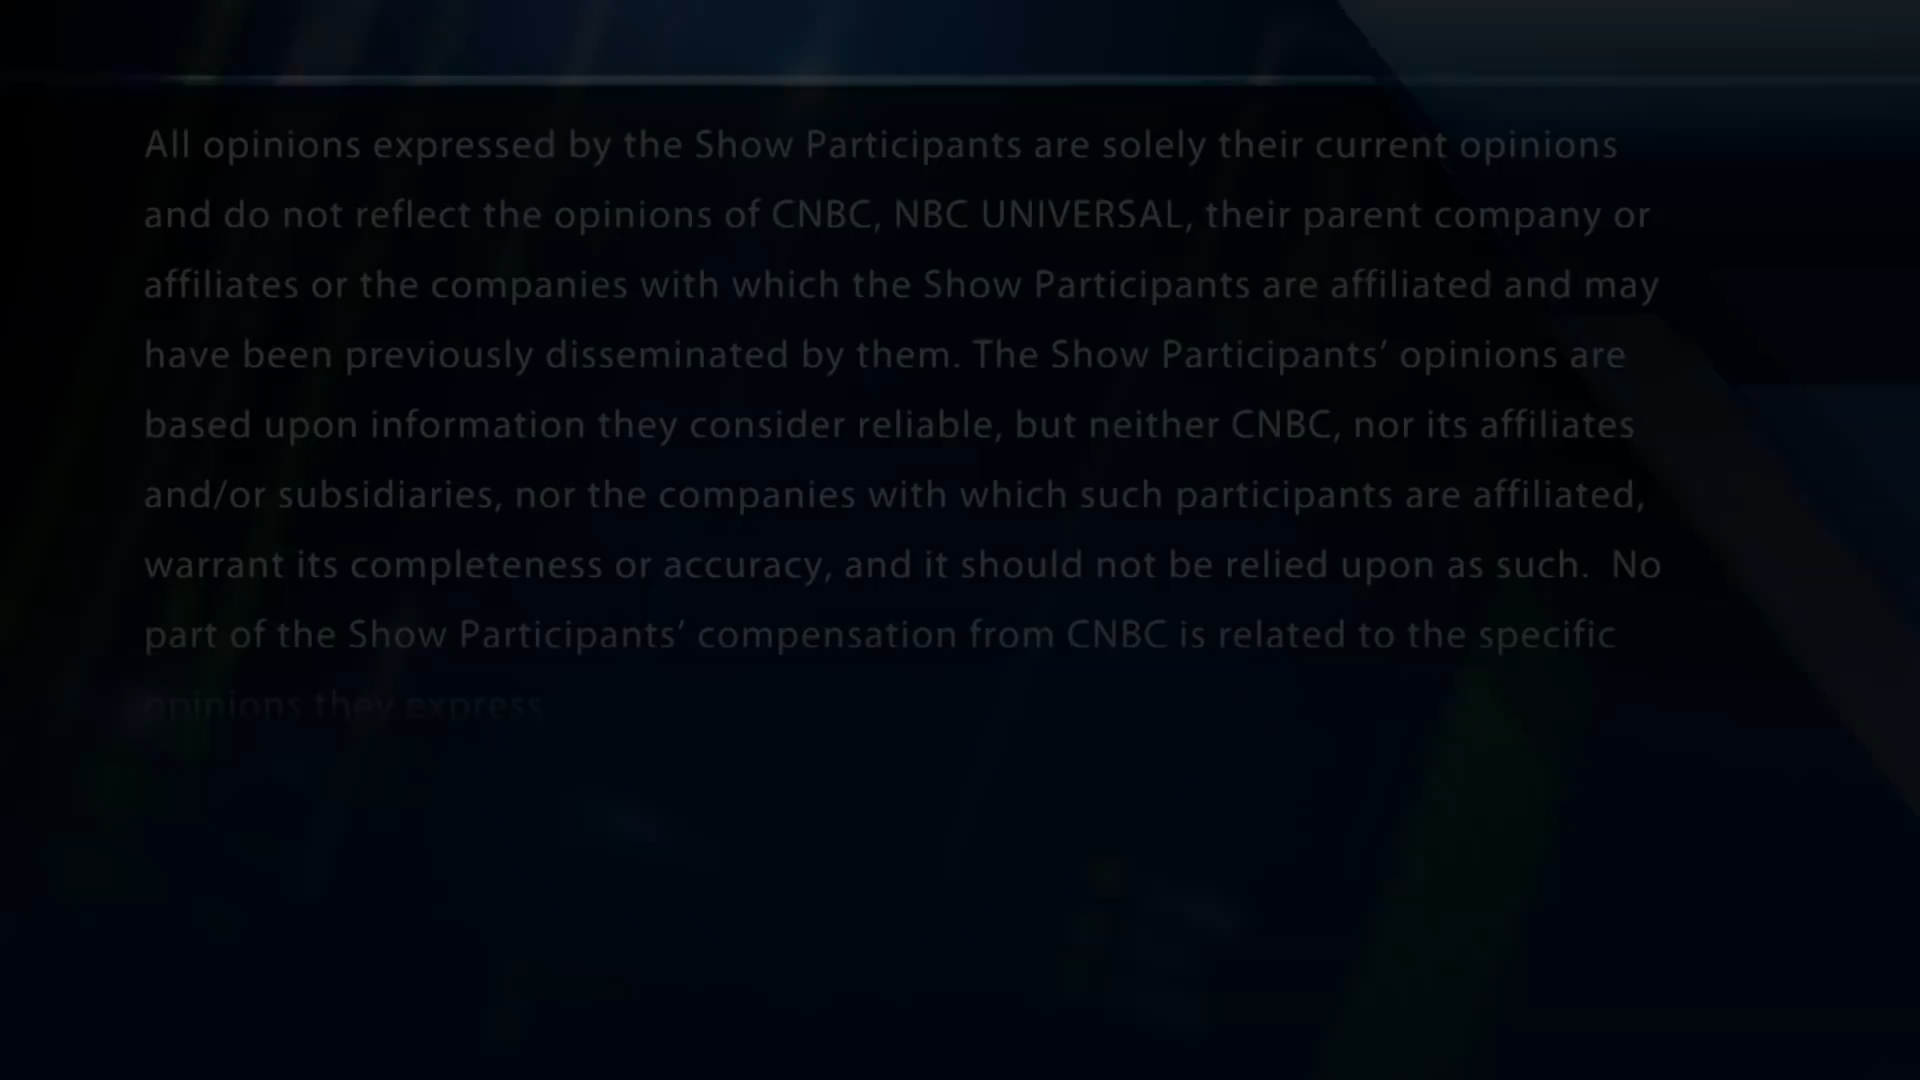 All opinions expressed by the Show Participants are solely their current opinions
and do not reflect the opinions of CNBC, NBC UNIVERSAL, their parent company or
affiliates or the companies with which the Show Participants are affiliated and may
have been previously disseminated by them. The Show Participants’ opinions are
based upon information they consider reliable, but neither CNBC, nor its affiliates
and/or subsidiaries, nor the companies with which such participants are affiliated,
warrant its completeness or accuracy, and it should not be relied upon as such.  No
part of the Show Participants’ compensation from CNBC is related to the specific
opinions they express